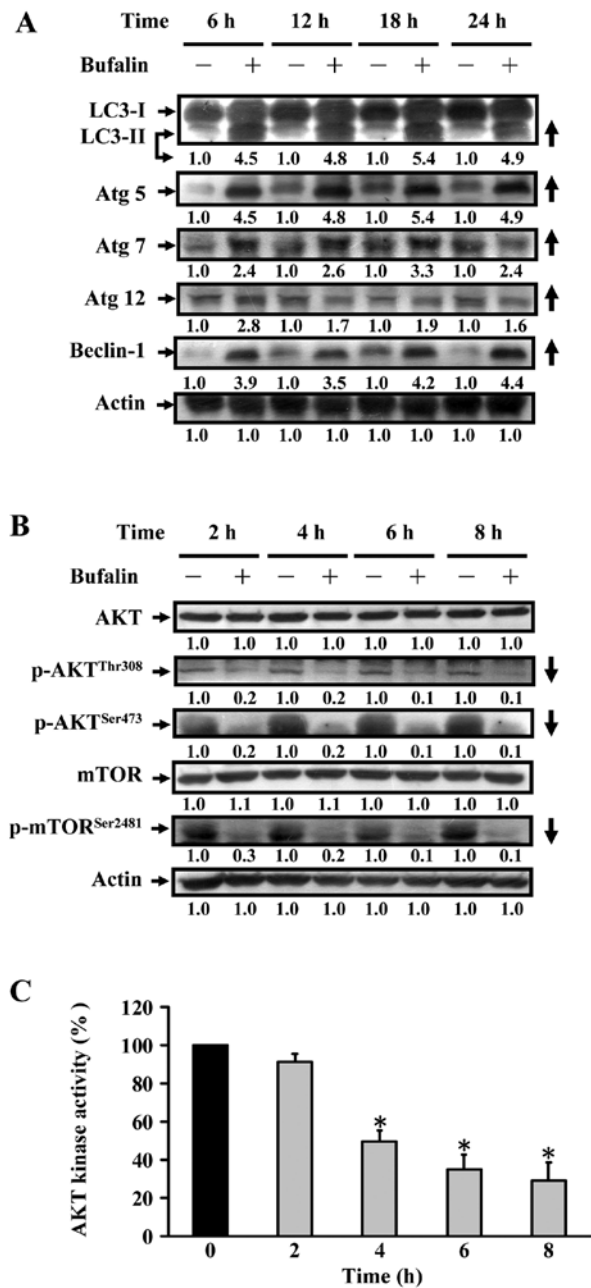 A
Time 6 h 12 h 18 h 24 h
Bufalin − + − + − + − +
LC3-I
LC3-II
1.0 4.5 1.0 4.8 1.0 5.4 1.0 4.9
Atg 5
1.0 4.5 1.0 4.8 1.0 5.4 1.0 4.9
Atg 7
1.0 2.4 1.0 2.6 1.0 3.3 1.0 2.4
Atg 12
1.0 2.8 1.0 1.7 1.0 1.9 1.0 1.6
Beclin-1
1.0 3.9 1.0 3.5 1.0 4.2 1.0 4.4
Actin
1.0 1.0 1.0 1.0 1.0 1.0 1.0 1.0
B
Time 2 h 4 h 6 h 8 h
Bufalin − + − + − + − +
AKT
1.0 1.0 1.0 1.0 1.0 1.0 1.0 1.0
p-AKTThr308
1.0 0.2 1.0 0.2 1.0 0.1 1.0 0.1
p-AKTSer473
1.0 0.2 1.0 0.2 1.0 0.1 1.0 0.1
mTOR
1.0 1.1 1.0 1.1 1.0 1.0 1.0 1.0
p-mTORSer2481
1.0 0.3 1.0 0.2 1.0 0.1 1.0 0.1
Actin
1.0 1.0 1.0 1.0 1.0 1.0 1.0 1.0
C
AKT kinase activity (%)
120
100
80
60
40
20
0
* * *
0 2 4 6 8
Time (h)